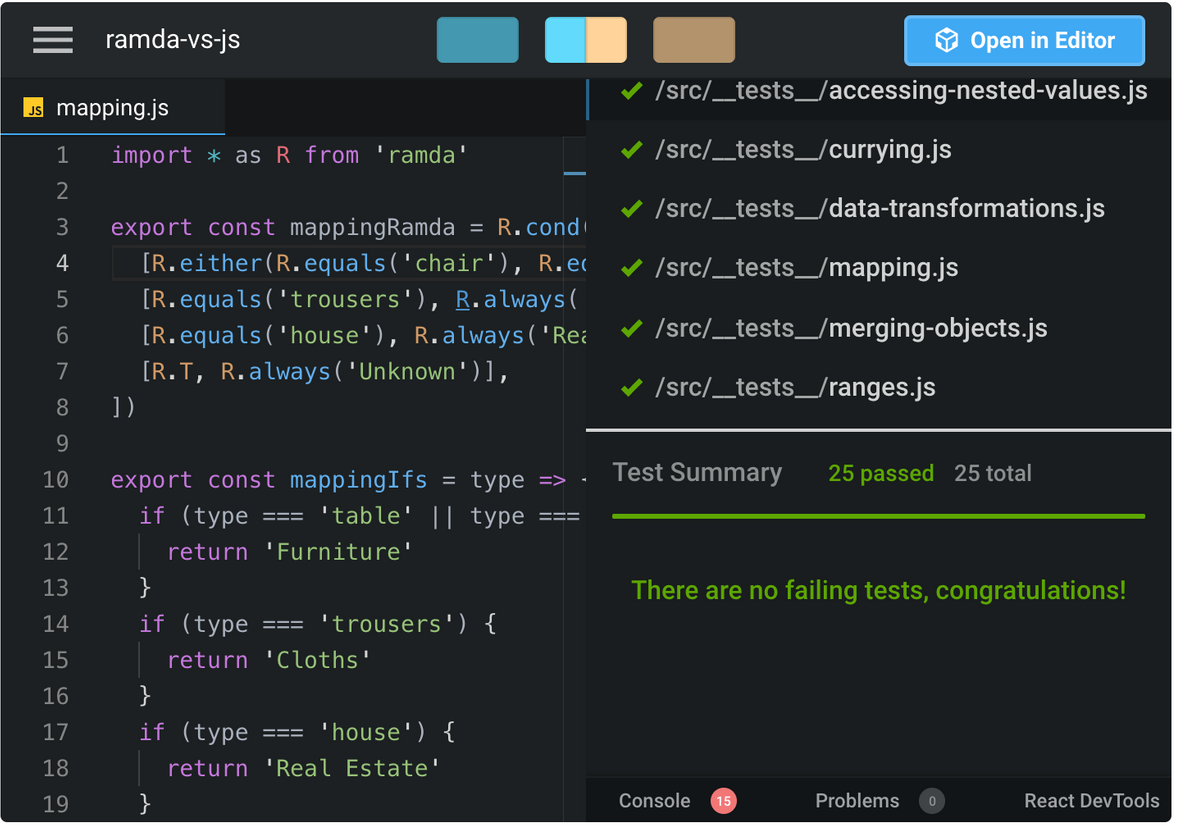 ramda-vs-js
Open in Editor
JS mapping.js
1 import * as R from 'ramda'
2
3 export const mappingRamda = R.cond(
4 [R.either(R.equals('chair'), R.eq
5 [R.equals('trousers'), R.always(
6 [R.equals('house'), R.always('Rea
7 [R.T, R.always('Unknown')],
8 ])
9
10 export const mappingIfs = type =>
11 if (type === 'table' || type ===
12 return 'Furniture'
13 }
14 if (type === 'trousers') {
15 return 'Cloths'
16 }
17 if (type === 'house') {
18 return 'Real Estate'
19 }
/src/__tests__/accessing-nested-values.js
/src/__tests__/currying.js
/src/__tests__/data-transformations.js
/src/__tests__/mapping.js
/src/__tests__/merging-objects.js
/src/__tests__/ranges.js
Test Summary 25 passed 25 total
There are no failing tests, congratulations!
Console 15 Problems 0 React DevTools